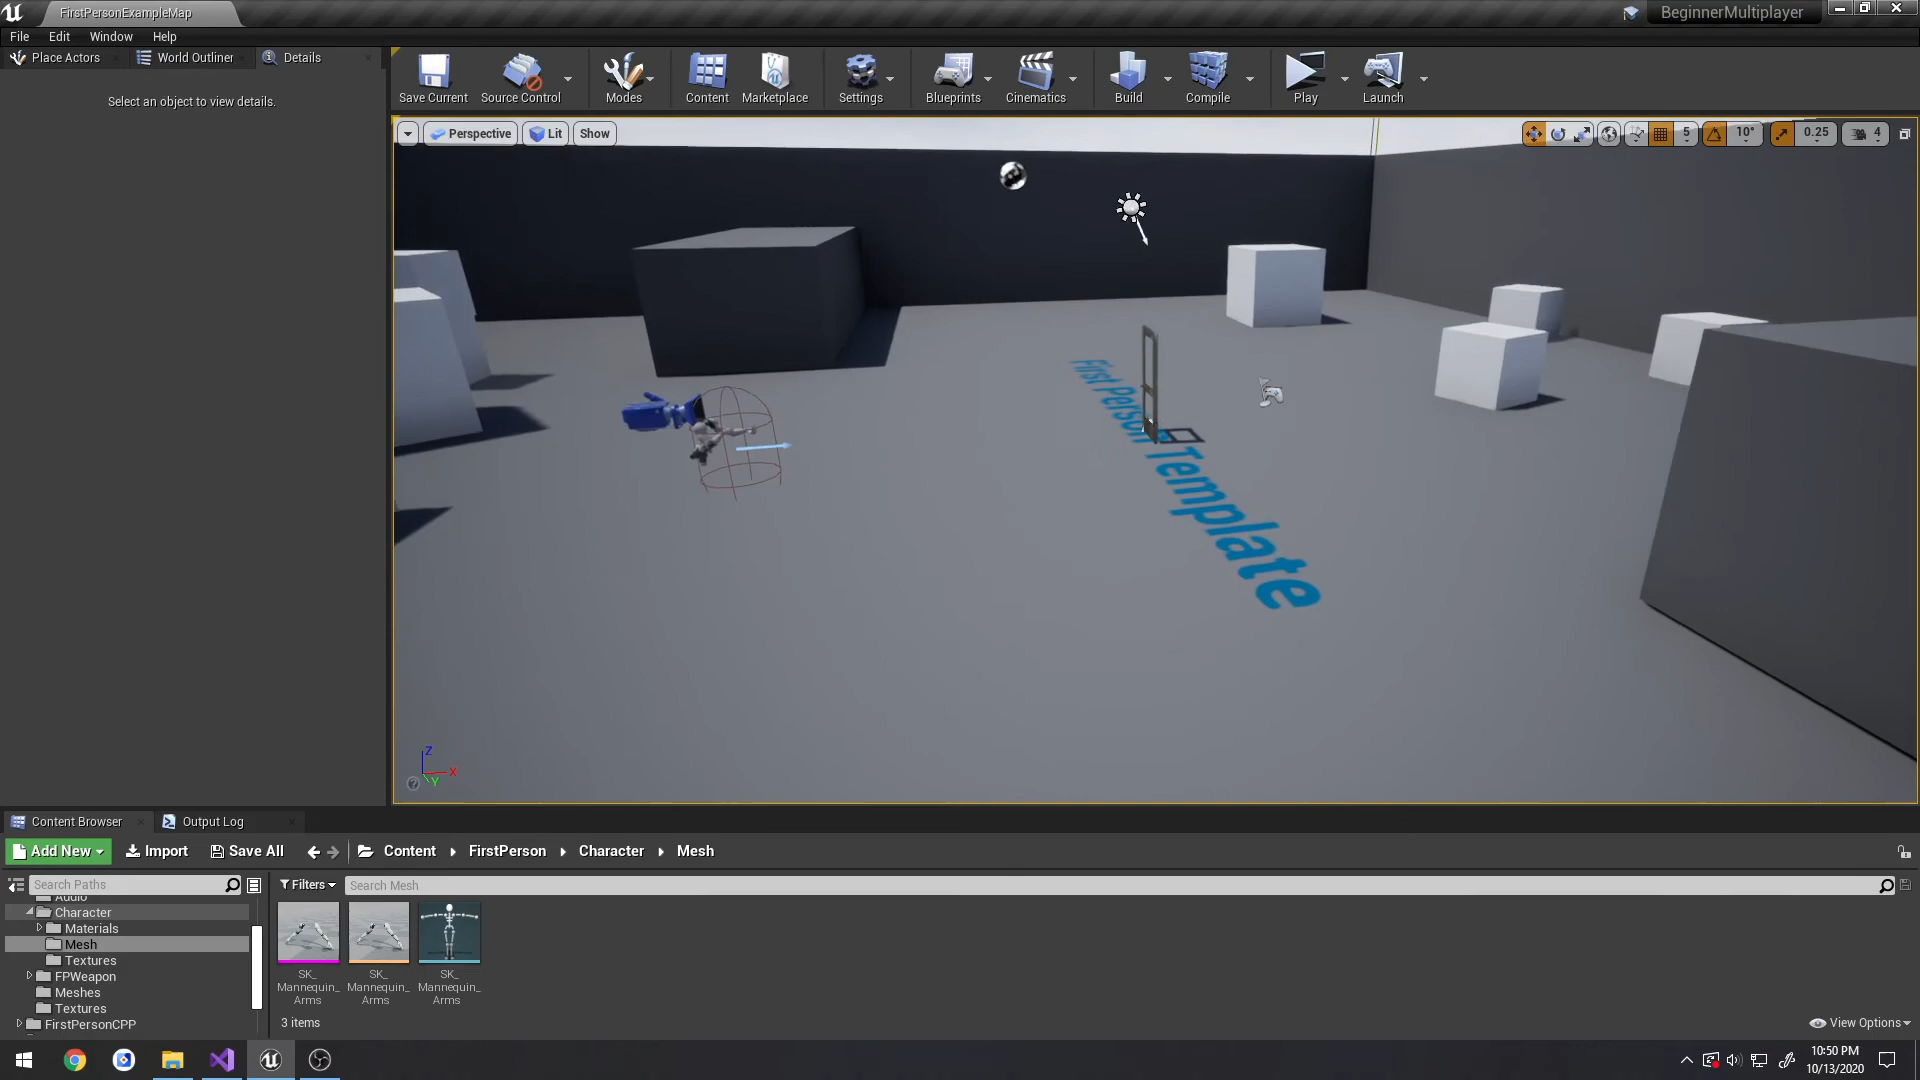 FirstPersonExampleMap
BeginnerMultiplayer
File Edit Window Help
Place Actors World Outliner Details
Select an object to view details.
Save Current Source Control Modes Content Marketplace Settings Blueprints Cinematics Build Compile Play Launch
Perspective Lit Show
5 10° 0.25 4
First Person Template
Z
X
Y
Content Browser Output Log
Add New Import Save All Content FirstPerson Character Mesh
Search Paths
Filters Search Mesh
Audio
Character
Materials
Mesh
Textures
FPWeapon
Meshes
Textures
FirstPersonCPP
SK_
Mannequin_
Arms
SK_
Mannequin_
Arms
SK_
Mannequin_
Arms
3 items
View Options
10:50 PM
10/13/2020